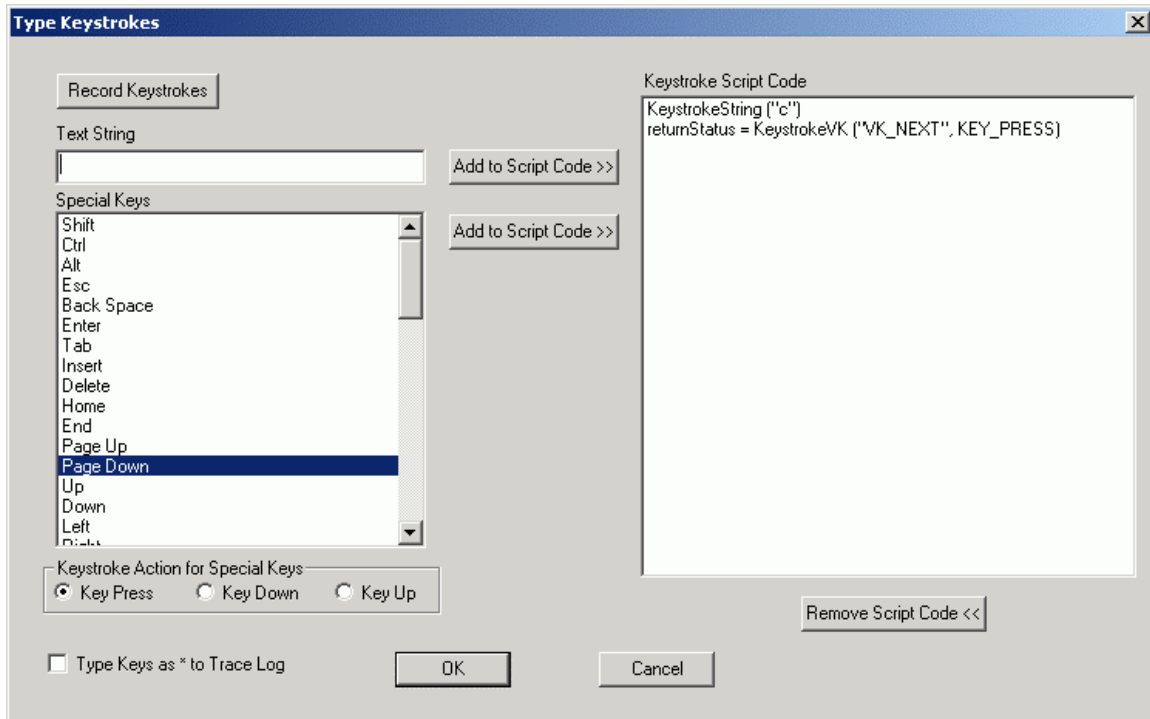 Type Keystrokes
Record Keystrokes
Text String
Add to Script Code >>
Special Keys
Shift
Ctrl
Alt
Esc
Back Space
Enter
Tab
Insert
Delete
Home
End
Page Up
Page Down
Up
Down
Left
Right
Add to Script Code >>
Keystroke Action for Special Keys
Key Press Key Down Key Up
Type Keys as * to Trace Log
Keystroke Script Code
KeystrokeString ("c")
returnStatus = KeystrokeVK ("VK_NEXT", KEY_PRESS)
Remove Script Code <<
OK
Cancel